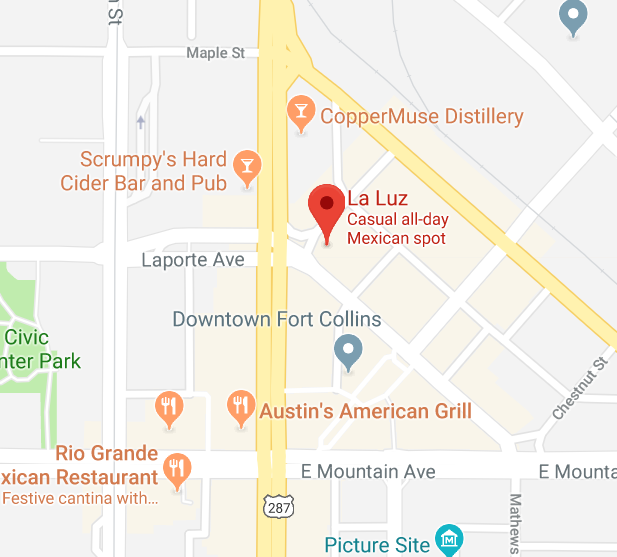 n St
Maple St
CopperMuse Distillery
Scrumpy's Hard
Cider Bar and Pub
La Luz
Casual all-day
Mexican spot
Laporte Ave
Downtown Fort Collins
Civic
nter Park
Chestnut St
Austin's American Grill
Rio Grande
xican Restaurant
Festive cantina with...
E Mountain Ave
E Mounta
287
Mathews
Picture Site